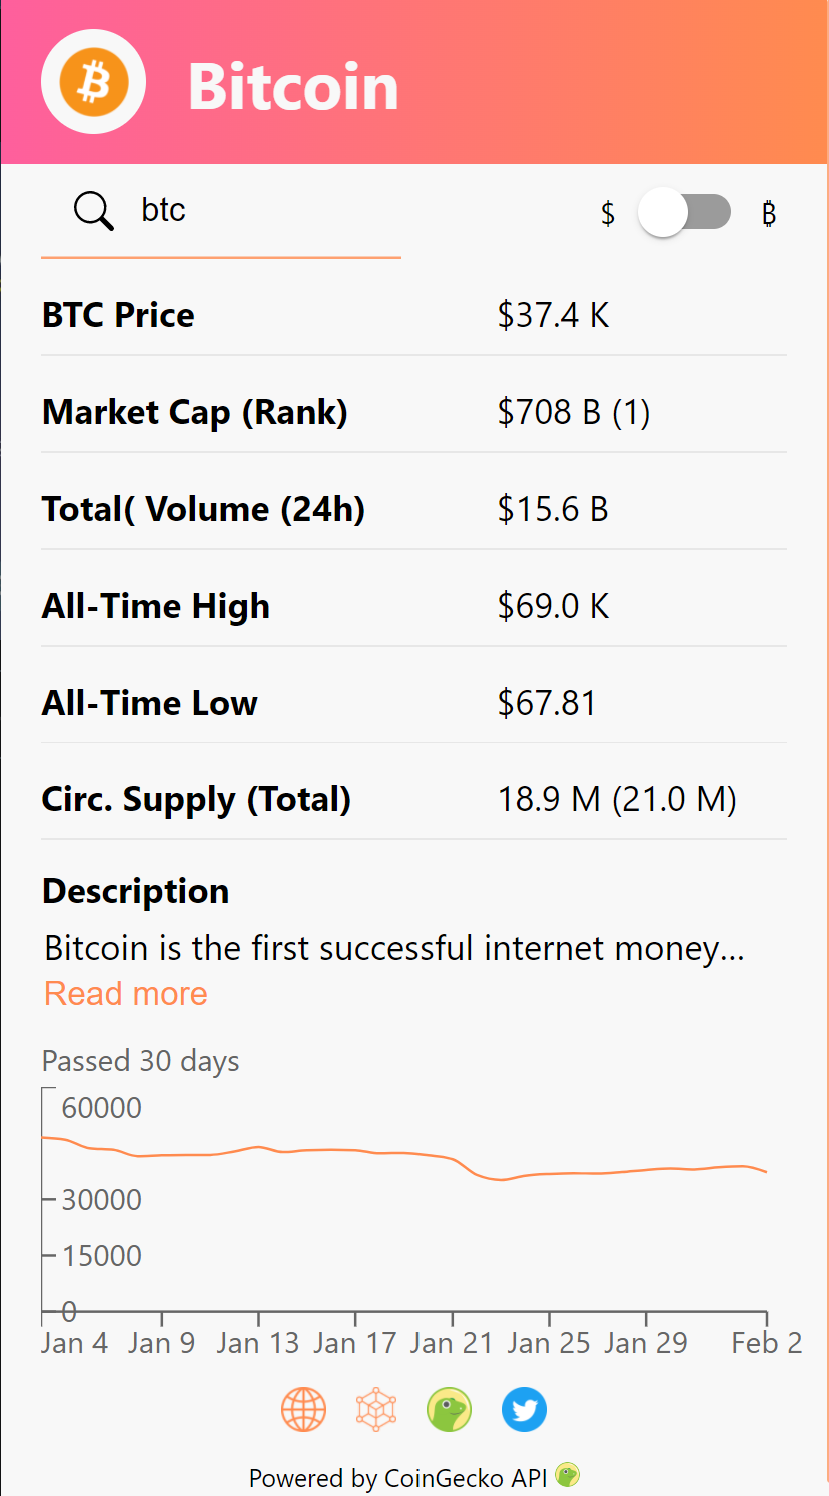 Bitcoin
btc
$ ₿
BTC Price $37.4 K
Market Cap (Rank) $708 B (1)
Total( Volume (24h) $15.6 B
All-Time High $69.0 K
All-Time Low $67.81
Circ. Supply (Total) 18.9 M (21.0 M)
Description
Bitcoin is the first successful internet money...
Read more
Passed 30 days
60000
30000
15000
0
Jan 4 Jan 9 Jan 13 Jan 17 Jan 21 Jan 25 Jan 29 Feb 2
Powered by CoinGecko API